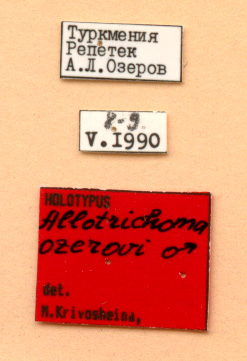 Туркмения
Репетек
А.Л.Озеров
8-9
V.1990
HOLOTYPUS
Allotrichoma
ozerovi ♂
det.
M.Krivosheina,